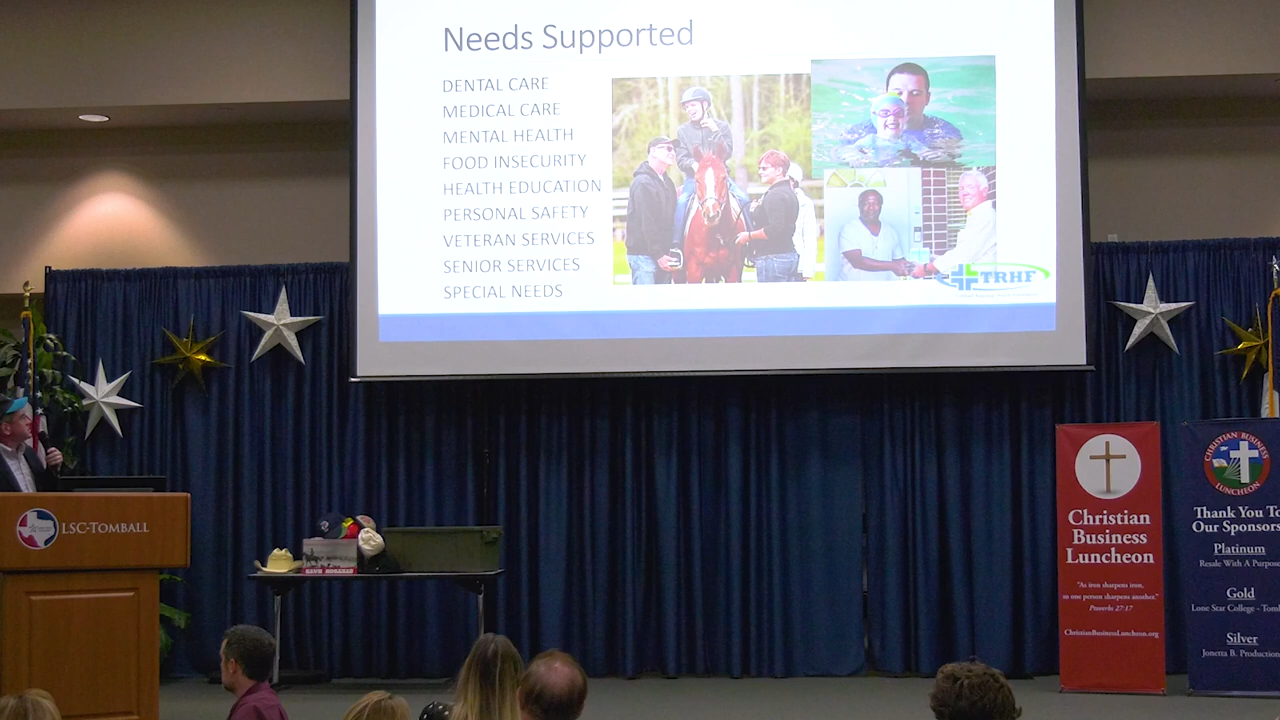 Needs Supported
DENTAL CARE
MEDICAL CARE
MENTAL HEALTH
FOOD INSECURITY
HEALTH EDUCATION
PERSONAL SAFETY
VETERAN SERVICES
SENIOR SERVICES
SPECIAL NEEDS
TRHF
LSC-TOMBALL
Christian
Business
Luncheon
"As iron sharpens iron,
so one person sharpens another."
Proverbs 27:17
ChristianBusinessLuncheon.org
CHRISTIAN BUSINESS
LUNCHEON
Thank You To
Our Sponsors
Platinum
Resale With A Purpose
Gold
Lone Star College - Tomb
Silver
Jonetta B. Production